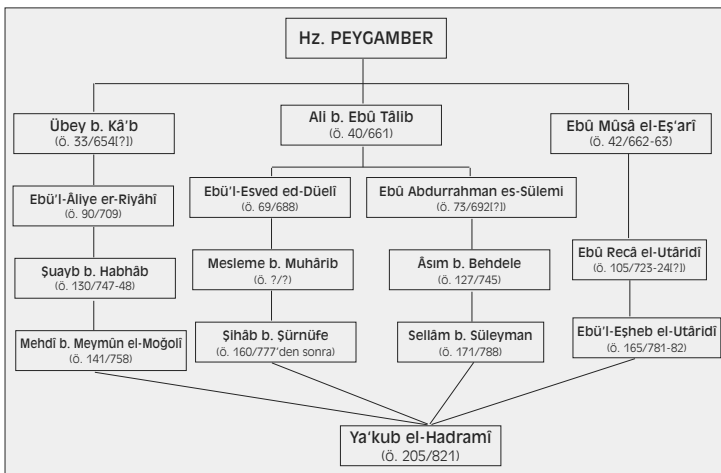 Hz. PEYGAMBER
Übey b. Kâ'b
(ö. 33/654[?])
Ali b. Ebû Tâlib
(ö. 40/661)
Ebû Mûsâ el-Eş'arî
(ö. 42/662-63)
Ebü'l-Âliye er-Riyâhî
(ö. 90/709)
Ebü'l-Esved ed-Düelî
(ö. 69/688)
Ebû Abdurrahman es-Sülemi
(ö. 73/692[?])
Şuayb b. Habhâb
(ö. 130/747-48)
Mesleme b. Muhârib
(ö. ?/?)
Âsım b. Behdele
(ö. 127/745)
Ebû Recâ el-Utâridî
(ö. 105/723-24[?])
Mehdî b. Meymûn el-Moğolî
(ö. 141/758)
Şihâb b. Şürnüfe
(ö. 160/777'den sonra)
Sellâm b. Süleyman
(ö. 171/788)
Ebü'l-Eşheb el-Utâridî
(ö. 165/781-82)
Ya'kub el-Hadramî
(ö. 205/821)